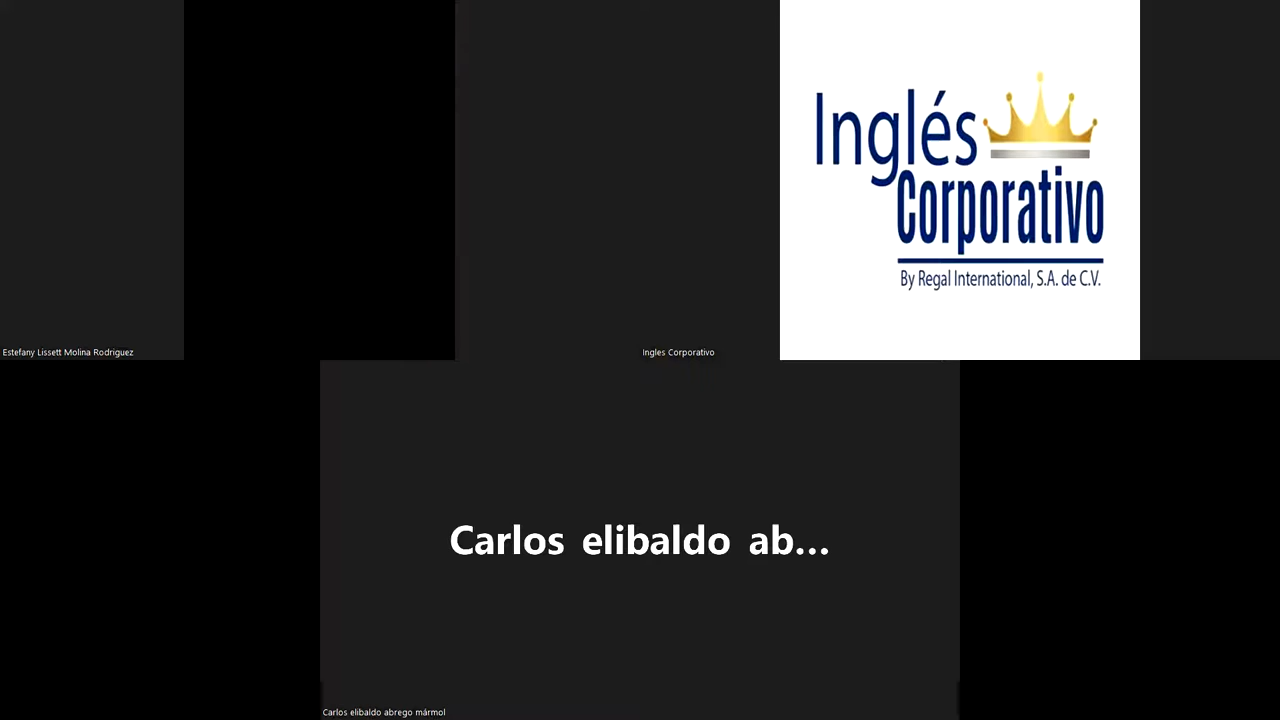 Inglés
Corporativo
By Regal International, S.A. de C.V.
Estefany Lissett Molina Rodriguez
Ingles Corporativo
Carlos elibaldo ab...
Carlos elibaldo abrego mármol